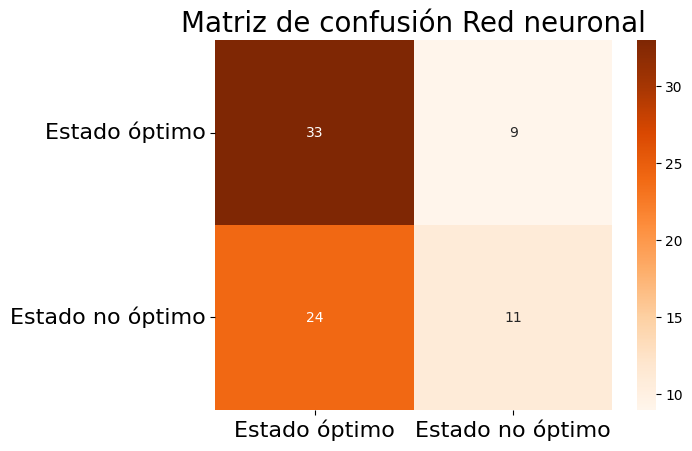 Matriz de confusión Red neuronal
Estado óptimo
33
9
Estado no óptimo
24
11
Estado óptimo
Estado no óptimo
30
25
20
15
10